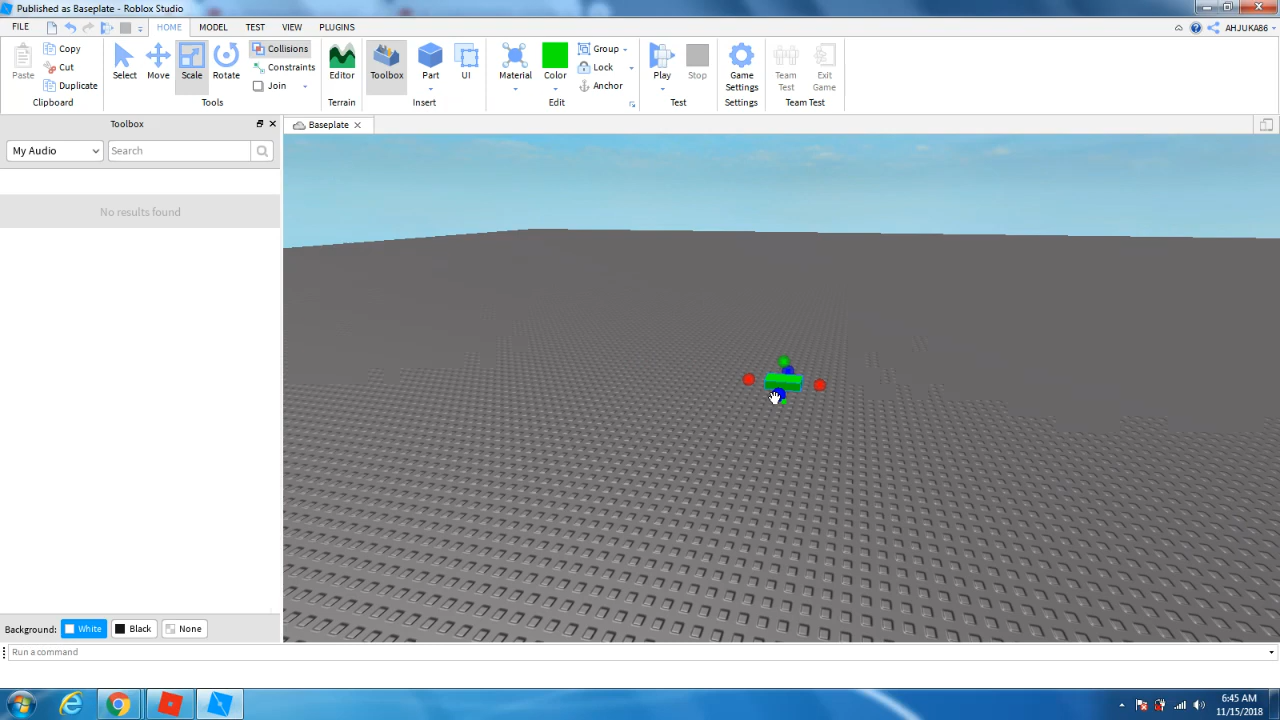 Published as Baseplate - Roblox Studio
FILE HOME MODEL TEST VIEW PLUGINS AHJUKA86
Paste Copy Cut Duplicate
Clipboard
Select Move Scale Rotate Collisions Constraints Join
Tools
Editor
Terrain
Toolbox Part UI
Insert
Material Color Group Lock Anchor
Edit
Play Stop
Test
Game Settings
Settings
Team Test Exit Game
Team Test
Toolbox
Baseplate
My Audio Search
No results found
Background: White Black None
Run a command
6:45 AM
11/15/2018